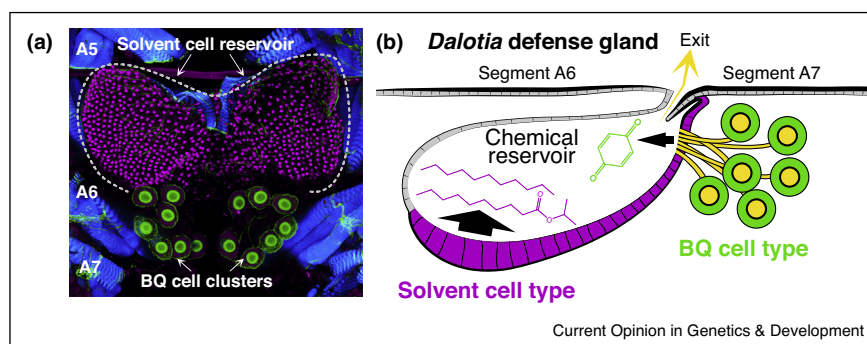 (a)
A5
Solvent cell reservoir
A6
A7
BQ cell clusters
(b)
Dalotia defense gland
Exit
Segment A6
Segment A7
Chemical
reservoir
O
O
O
O
BQ cell type
Solvent cell type
Current Opinion in Genetics & Development